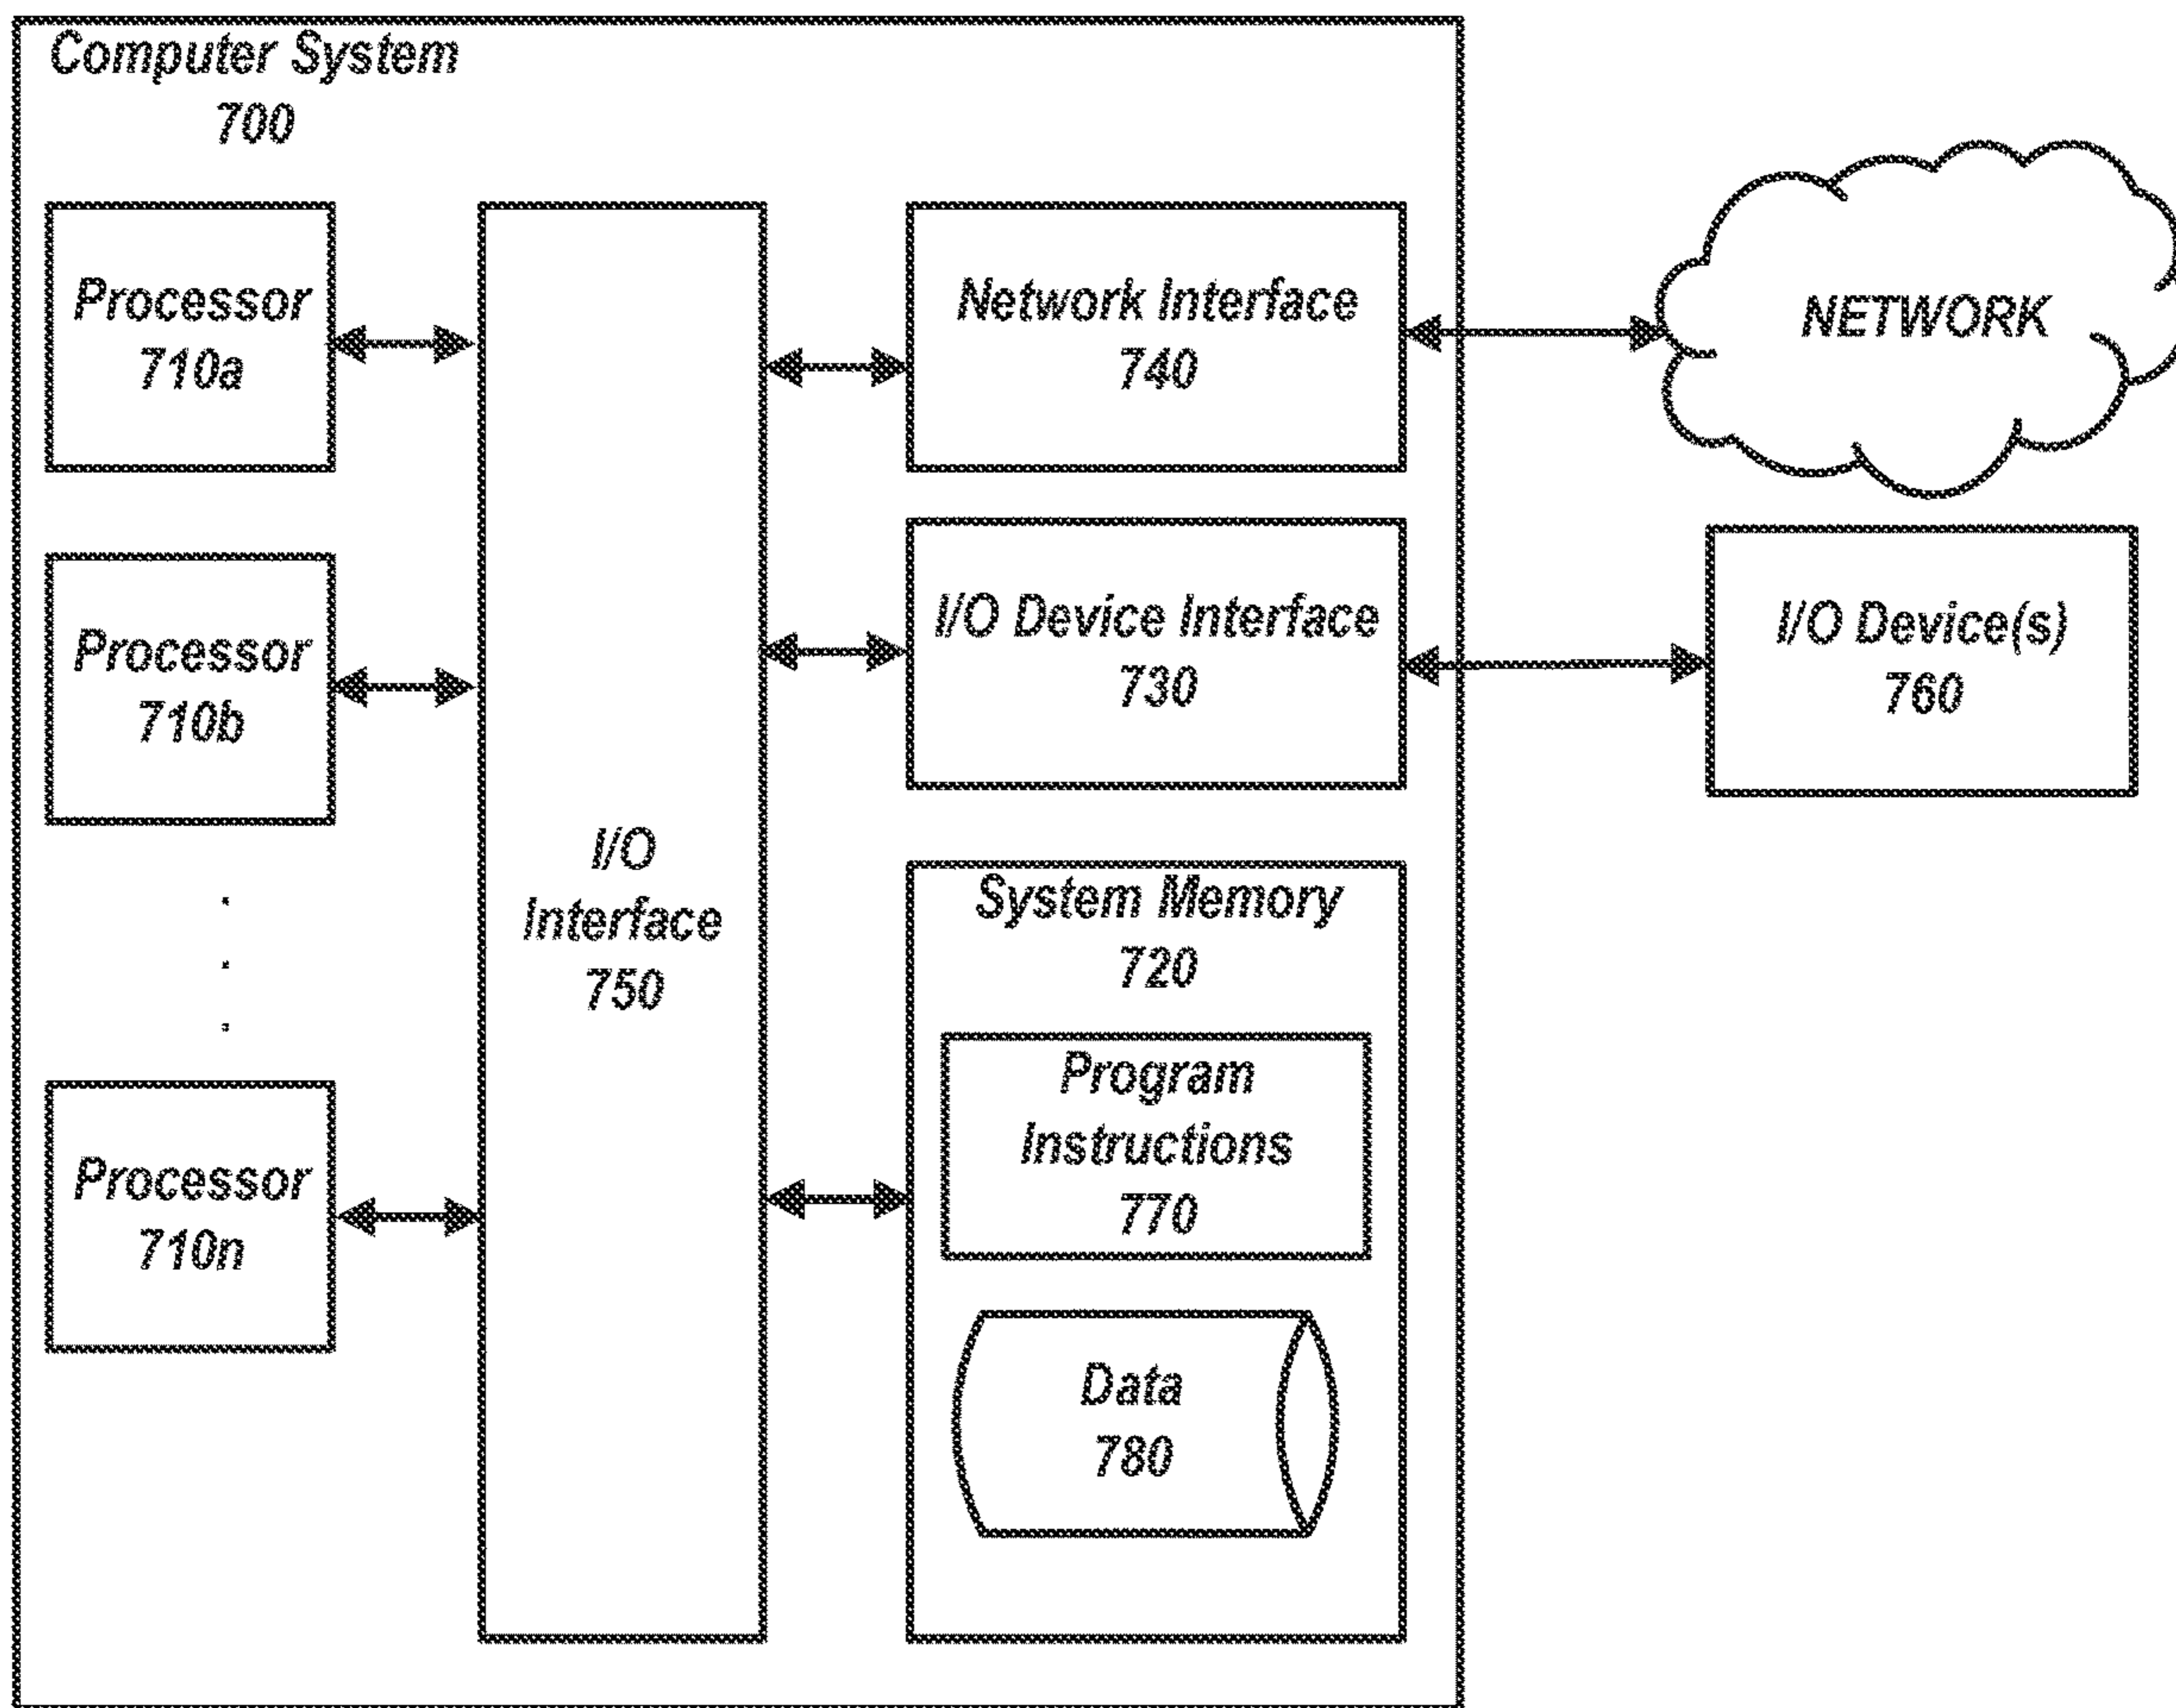 Computer System
700
Processor
710a
Processor
710b
Processor
710n
I/O
Interface
750
Network Interface
740
I/O Device Interface
730
System Memory
720
Program
Instructions
770
Data
780
NETWORK
I/O Device(s)
760